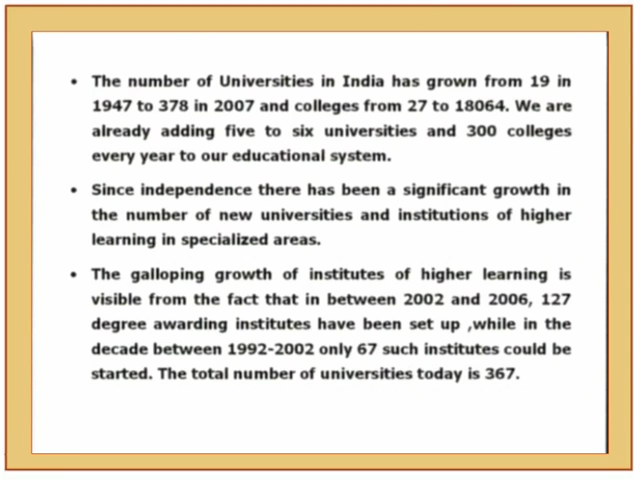 • The number of Universities in India has grown from 19 in
1947 to 378 in 2007 and colleges from 27 to 18064. We are
already adding five to six universities and 300 colleges
every year to our educational system.
• Since independence there has been a significant growth in
the number of new universities and institutions of higher
learning in specialized areas.
• The galloping growth of institutes of higher learning is
visible from the fact that in between 2002 and 2006, 127
degree awarding institutes have been set up ,while in the
decade between 1992-2002 only 67 such institutes could be
started. The total number of universities today is 367.